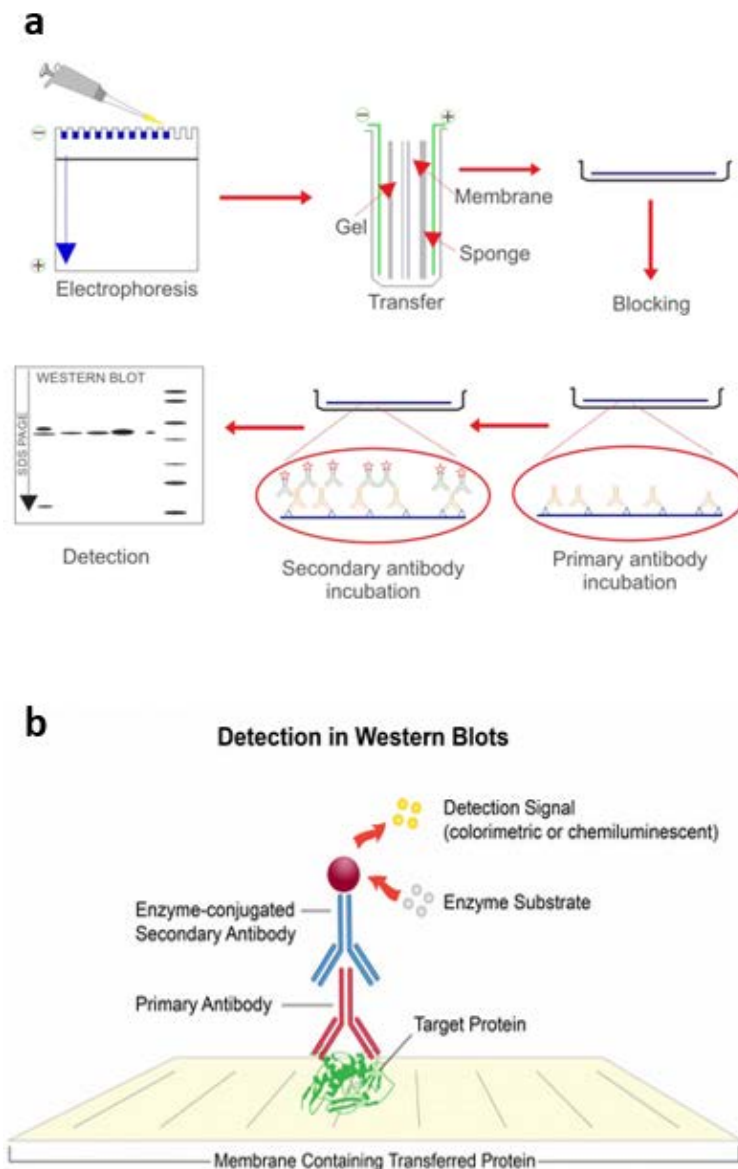 a
−
+
Electrophoresis
−
+
Membrane
Gel
Sponge
Transfer
Blocking
WESTERN BLOT
SDS PAGE
Detection
Secondary antibody
incubation
Primary antibody
incubation
b
Detection in Western Blots
Detection Signal
(colorimetric or chemiluminescent)
Enzyme-conjugated
Secondary Antibody
Enzyme Substrate
Primary Antibody
Target Protein
Membrane Containing Transferred Protein